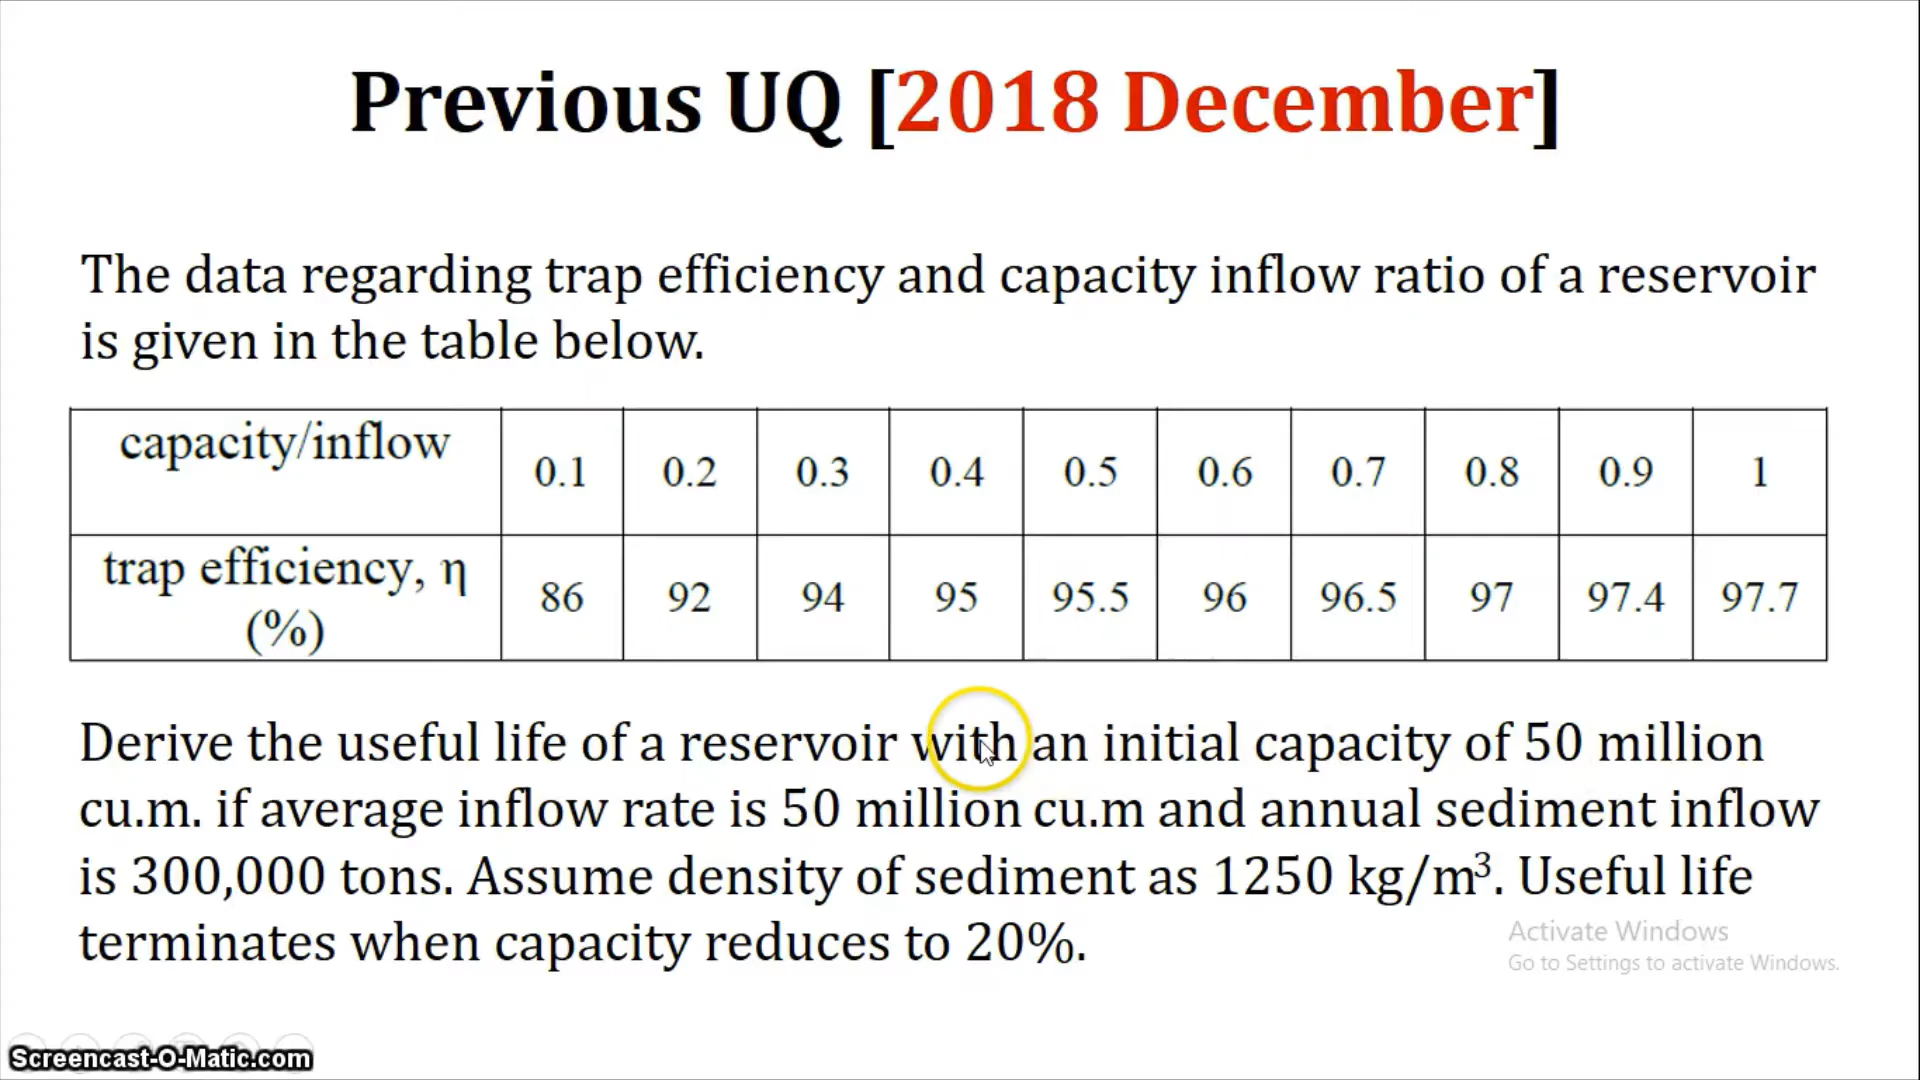 Previous UQ [2018 December]
The data regarding trap efficiency and capacity inflow ratio of a reservoir
is given in the table below.
capacity/inflow 0.1 0.2 0.3 0.4 0.5 0.6 0.7 0.8 0.9 1
trap efficiency, η
(%) 86 92 94 95 95.5 96 96.5 97 97.4 97.7
Derive the useful life of a reservoir with an initial capacity of 50 million
cu.m. if average inflow rate is 50 million cu.m and annual sediment inflow
is 300,000 tons. Assume density of sediment as 1250 kg/m³. Useful life
terminates when capacity reduces to 20%.
Activate Windows
Go to Settings to activate Windows.
Screencast-O-Matic.com